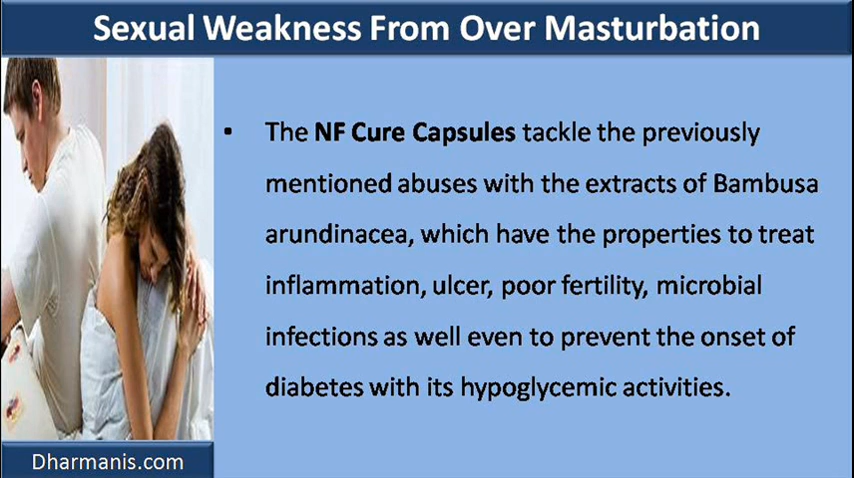 Sexual Weakness From Over Masturbation
▪ The NF Cure Capsules tackle the previously
mentioned abuses with the extracts of Bambusa
arundinacea, which have the properties to treat
inflammation, ulcer, poor fertility, microbial
infections as well even to prevent the onset of
diabetes with its hypoglycemic activities.
Dharmanis.com